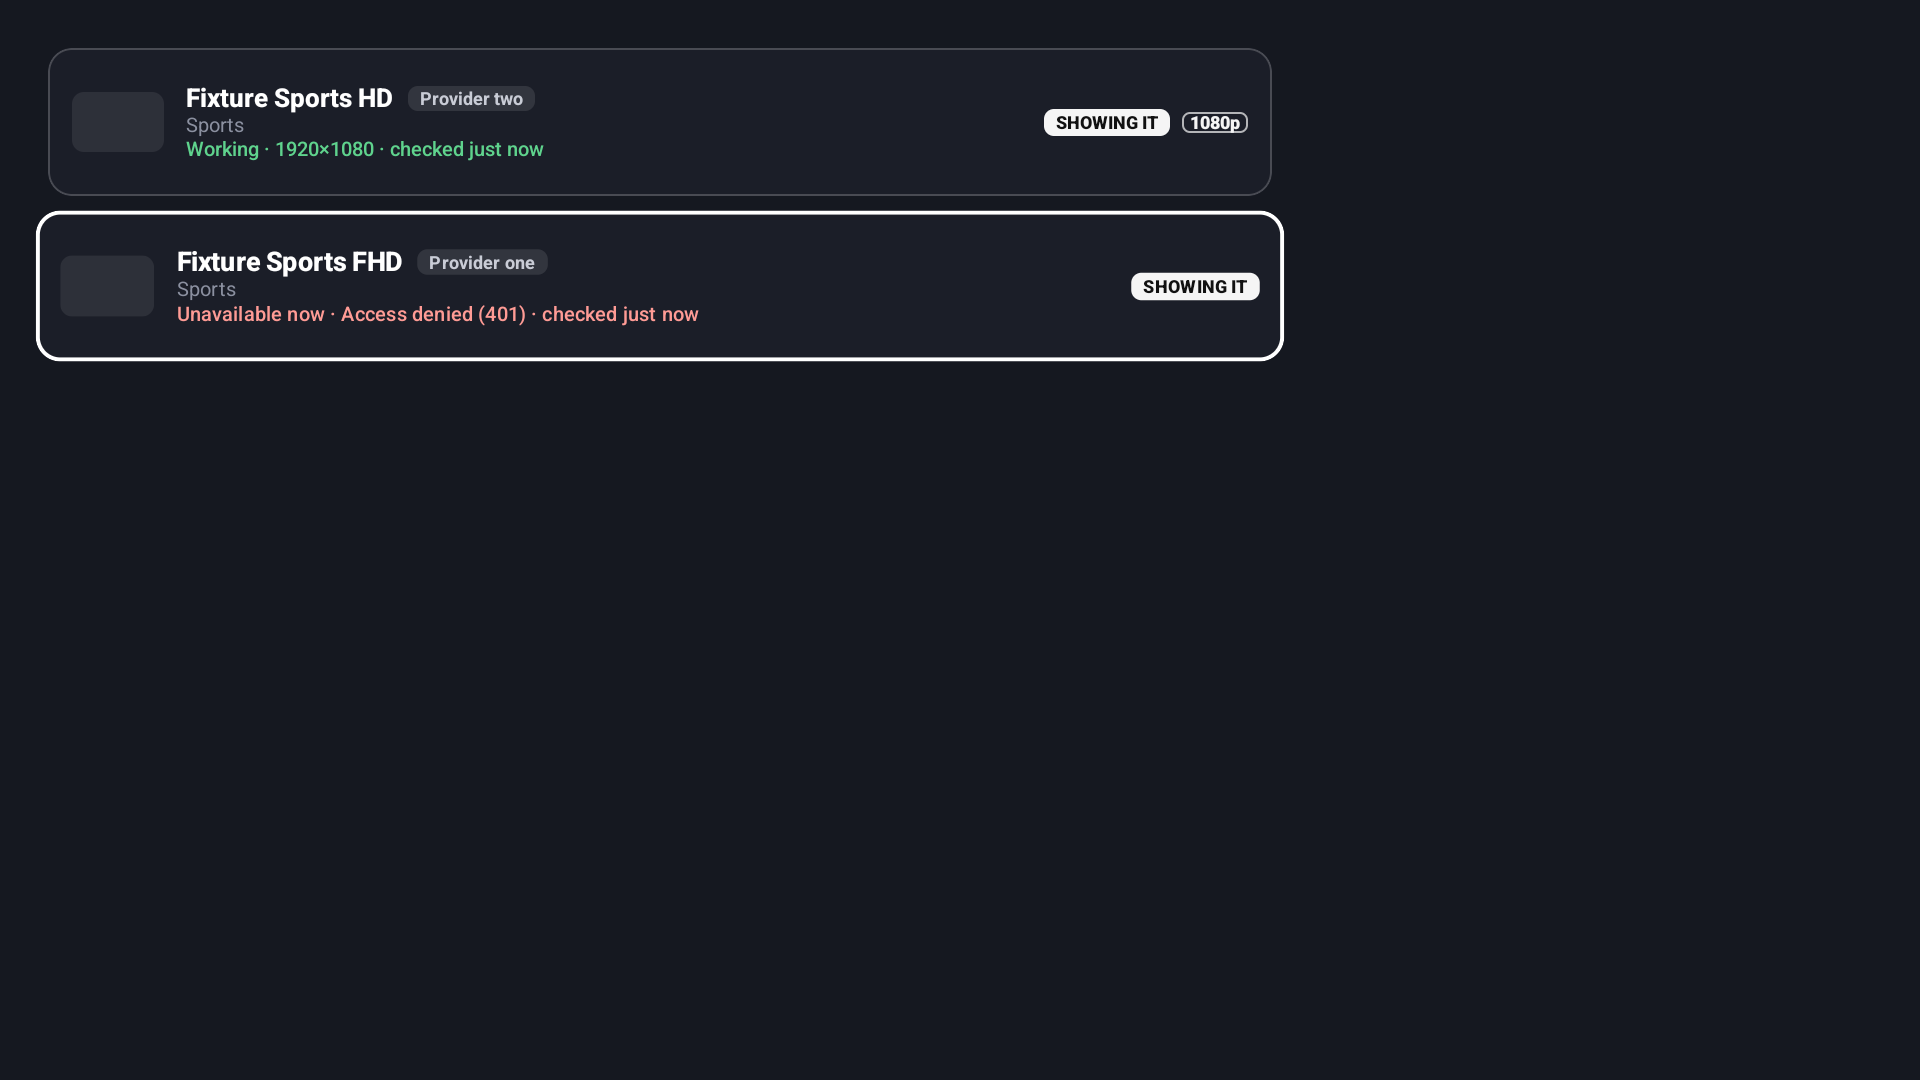 Fixture Sports HD Provider two
Sports
Working · 1920×1080 · checked just now
SHOWING IT 1080p
Fixture Sports FHD Provider one
Sports
Unavailable now · Access denied (401) · checked just now
SHOWING IT